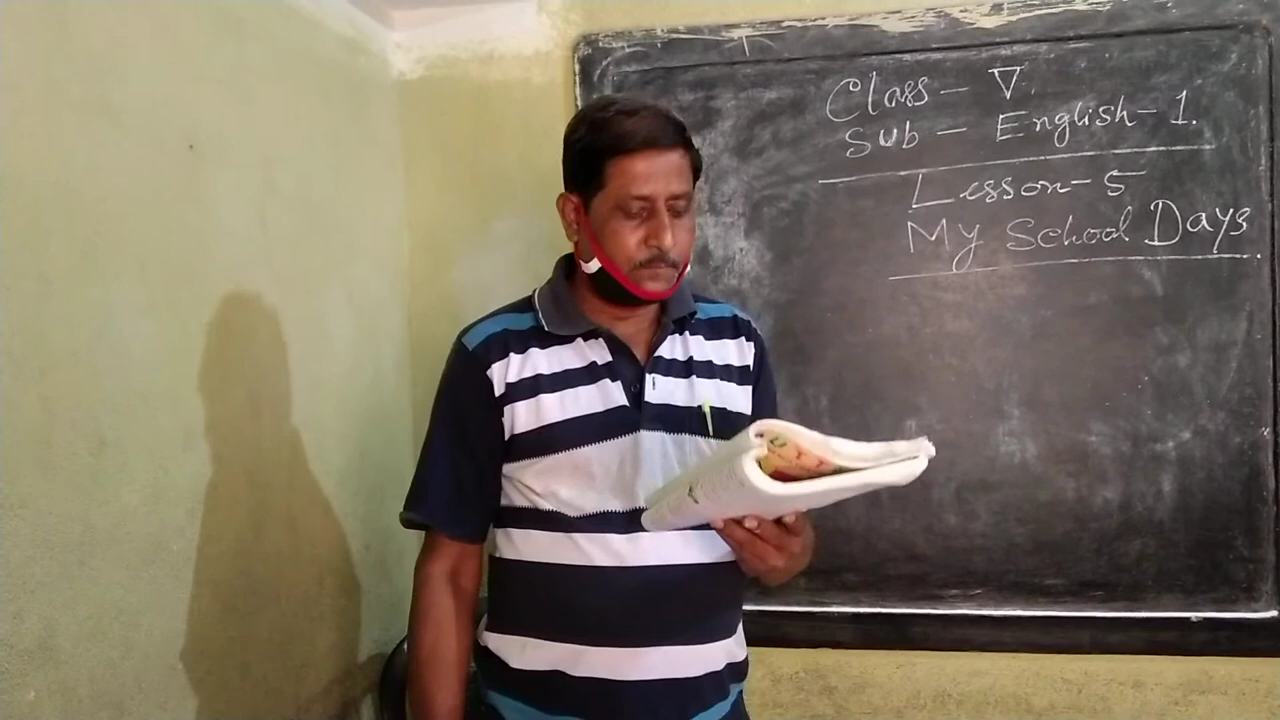 Class - V.
Sub - English - 1.
Lesson - 5
My School Days